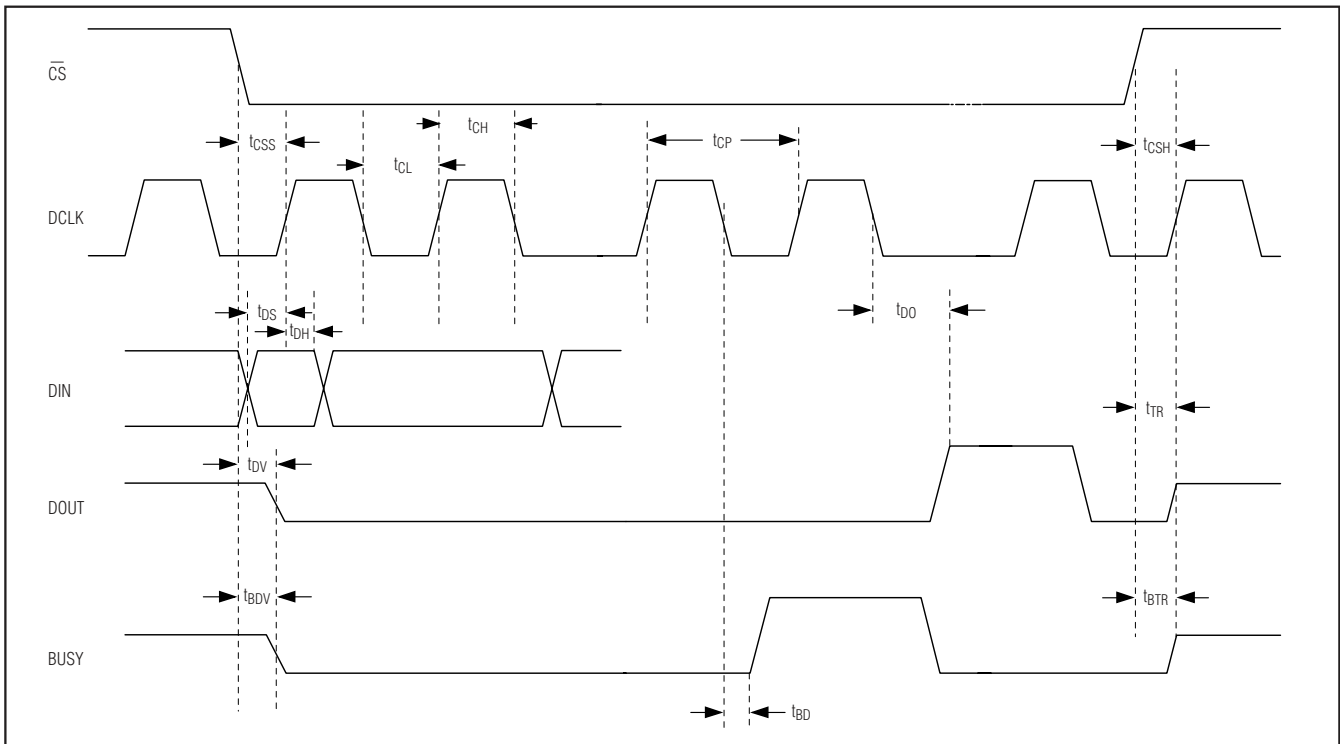 CS
tCSS
tCH
tCP
tCSH
tCL
DCLK
tDS
tDH
tDO
DIN
tTR
tDV
DOUT
tBDV
tBTR
BUSY
tBD